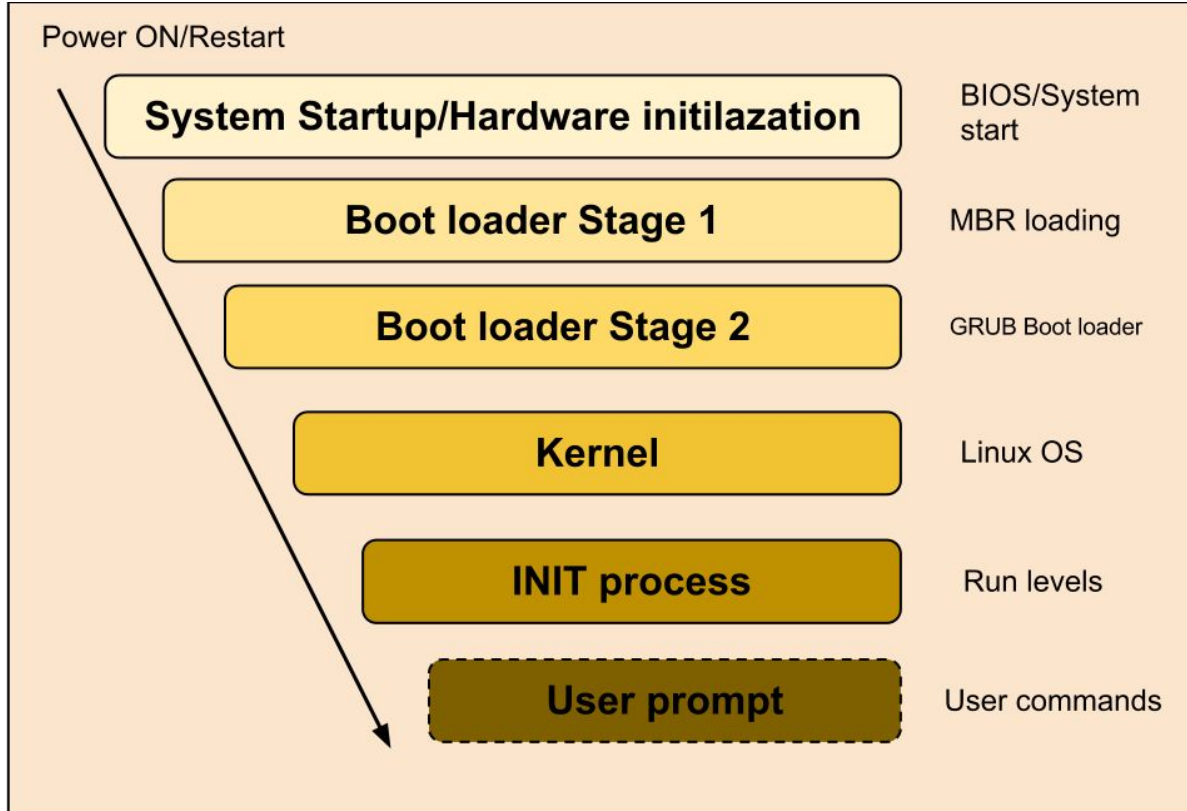 Power ON/Restart
System Startup/Hardware initilazation
BIOS/System
start
Boot loader Stage 1
MBR loading
Boot loader Stage 2
GRUB Boot loader
Kernel
Linux OS
INIT process
Run levels
User prompt
User commands